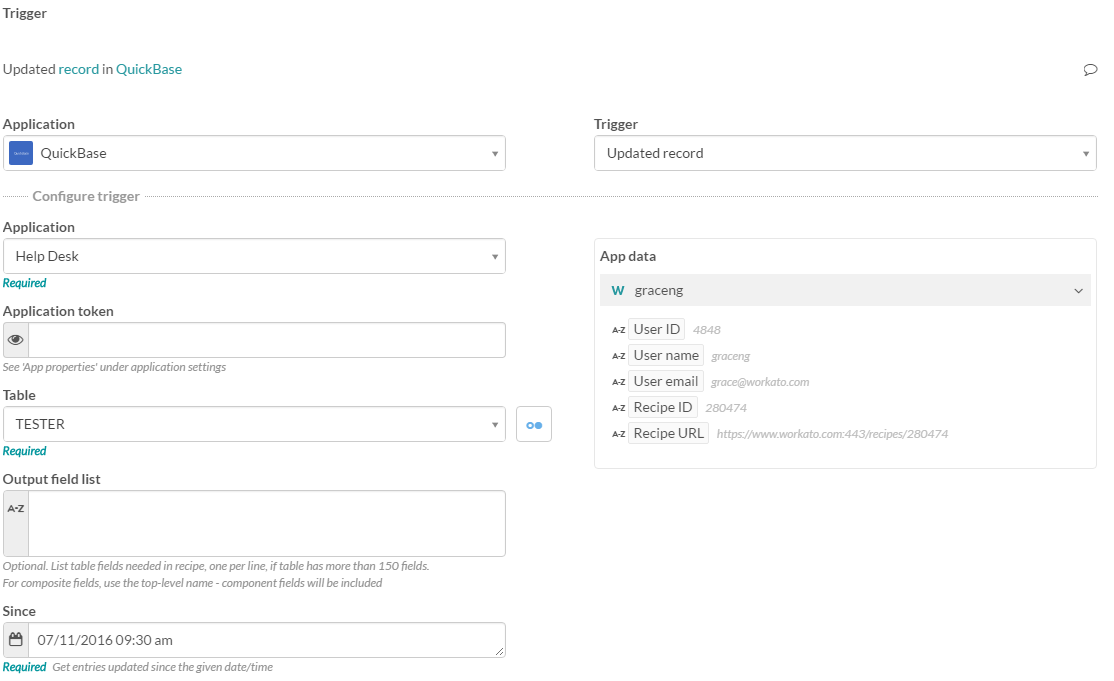 Trigger
Updated record in QuickBase
Application
QuickBase
Trigger
Updated record
Configure trigger
Application
Help Desk
Required
Application token
See 'App properties' under application settings
Table
TESTER
Required
Output field list
A-Z
Optional. List table fields needed in recipe, one per line, if table has more than 150 fields.
For composite fields, use the top-level name - component fields will be included
Since
07/11/2016 09:30 am
Required Get entries updated since the given date/time
App data
W graceng
A-Z User ID 4848
A-Z User name graceng
A-Z User email grace@workato.com
A-Z Recipe ID 280474
A-Z Recipe URL https://www.workato.com:443/recipes/280474